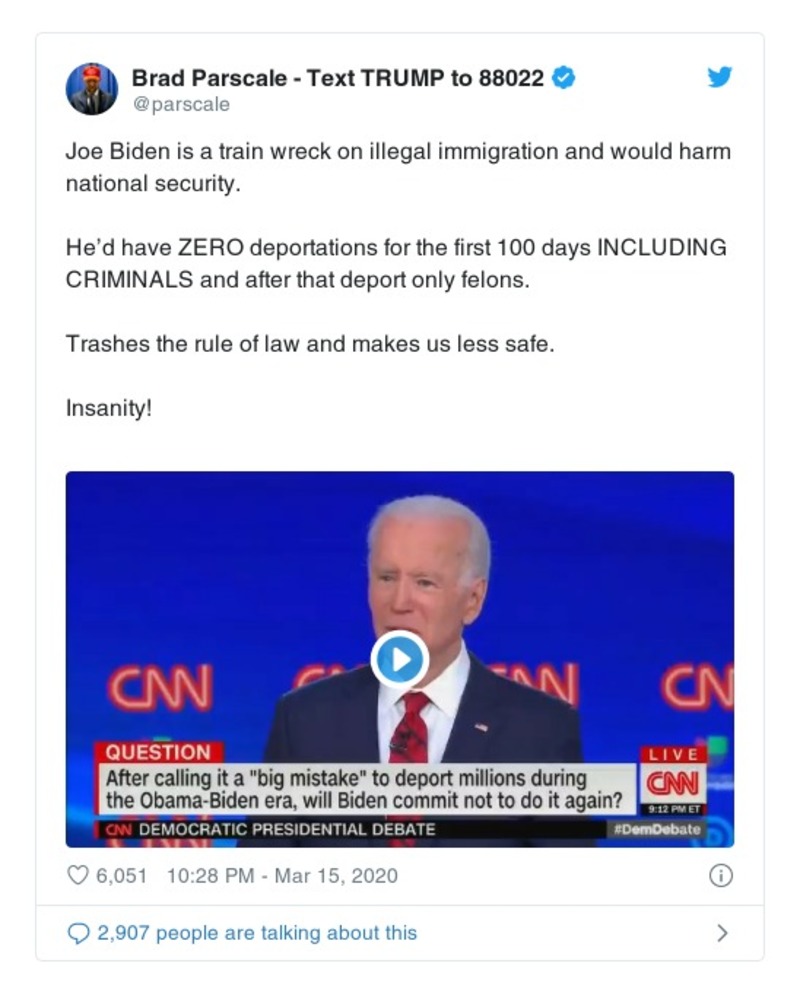 Brad Parscale - Text TRUMP to 88022
@parscale
Joe Biden is a train wreck on illegal immigration and would harm
national security.
He’d have ZERO deportations for the first 100 days INCLUDING
CRIMINALS and after that deport only felons.
Trashes the rule of law and makes us less safe.
Insanity!
CNN CNN CNN CN
QUESTION
After calling it a "big mistake" to deport millions during
the Obama-Biden era, will Biden commit not to do it again?
LIVE
CNN
9:12 PM ET
CNN DEMOCRATIC PRESIDENTIAL DEBATE
#DemDebate
6,051 10:28 PM - Mar 15, 2020
2,907 people are talking about this